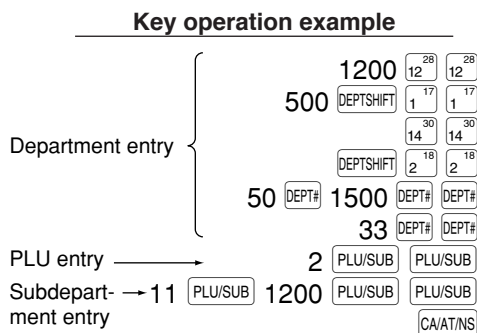 Key operation example
1200 12 28 12 28
500 DEPTSHIFT 1 17 1 17
14 30 14 30
Department entry
DEPTSHIFT 2 18 2 18
50 DEPT# 1500 DEPT# DEPT#
33 DEPT# DEPT#
PLU entry 2 PLU/SUB PLU/SUB
Subdepart- 11 PLU/SUB 1200 PLU/SUB PLU/SUB
ment entry
CA/AT/NS